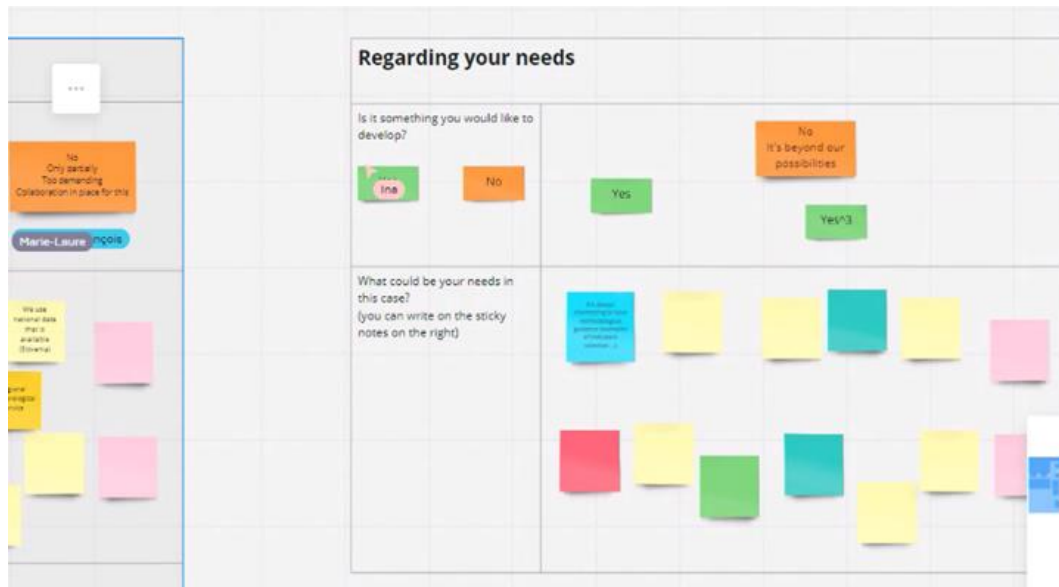 Regarding your needs
Is it something you would like to
develop?
Ina
No
Yes
No
It's beyond our
possibilities
Yes^3
What could be your needs in
this case?
(you can write on the sticky
notes on the right)
No
Only partially
Too demanding
Collaboration in place for this
Marie-Laure
nçois
We use
national data
that is
available
(Slovenia)